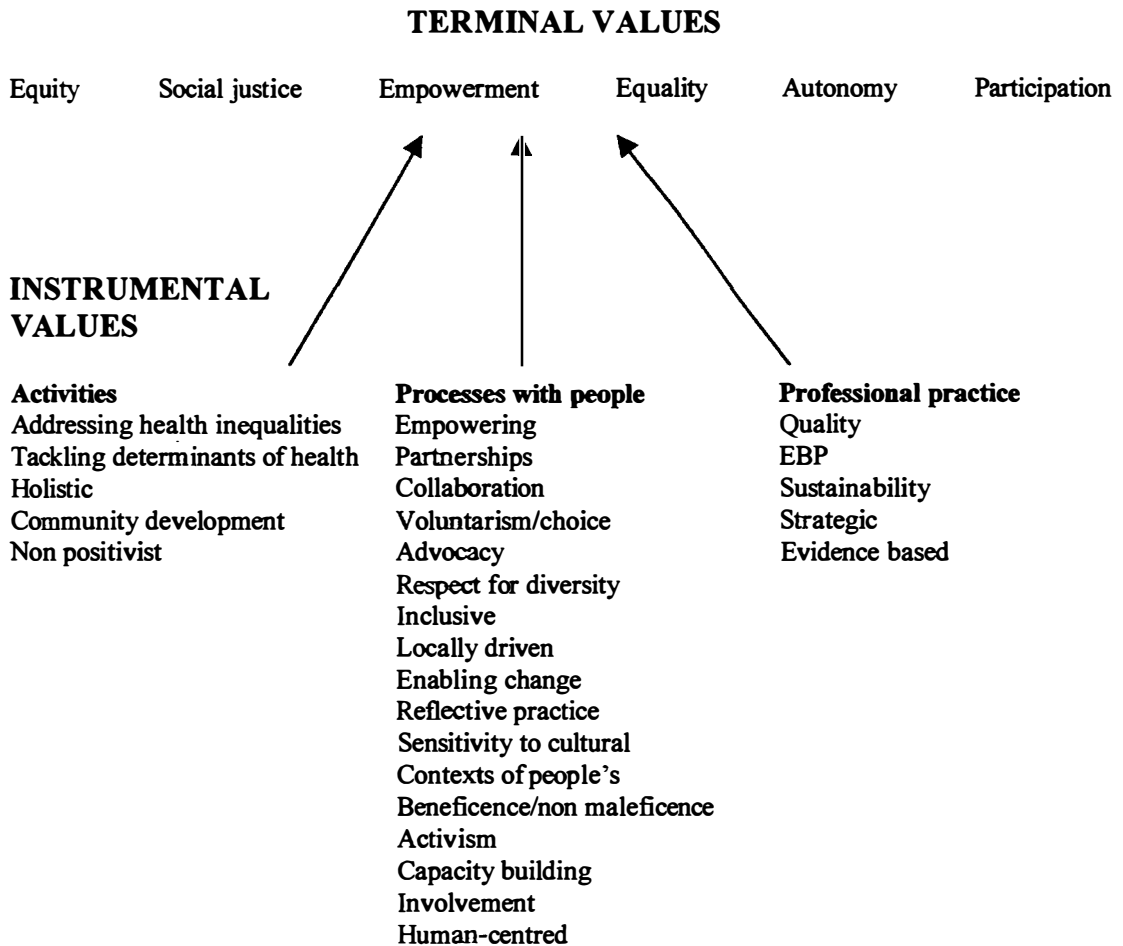 TERMINAL VALUES
Equity Social justice Empowerment Equality Autonomy Participation
INSTRUMENTAL
VALUES
Activities
Addressing health inequalities
Tackling determinants of health
Holistic
Community development
Non positivist
Processes with people
Empowering
Partnerships
Collaboration
Voluntarism/choice
Advocacy
Respect for diversity
Inclusive
Locally driven
Enabling change
Reflective practice
Sensitivity to cultural
Contexts of people's
Beneficence/non maleficence
Activism
Capacity building
Involvement
Human-centred
Professional practice
Quality
EBP
Sustainability
Strategic
Evidence based